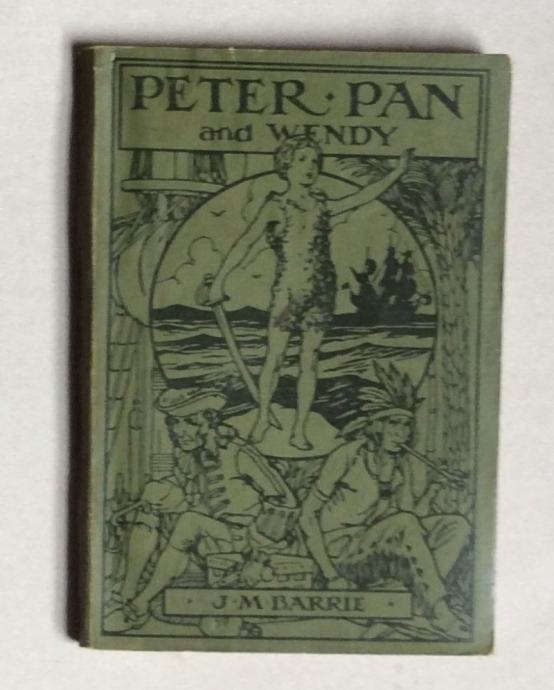 PETER · PAN
and WENDY
· J · M · BARRIE ·